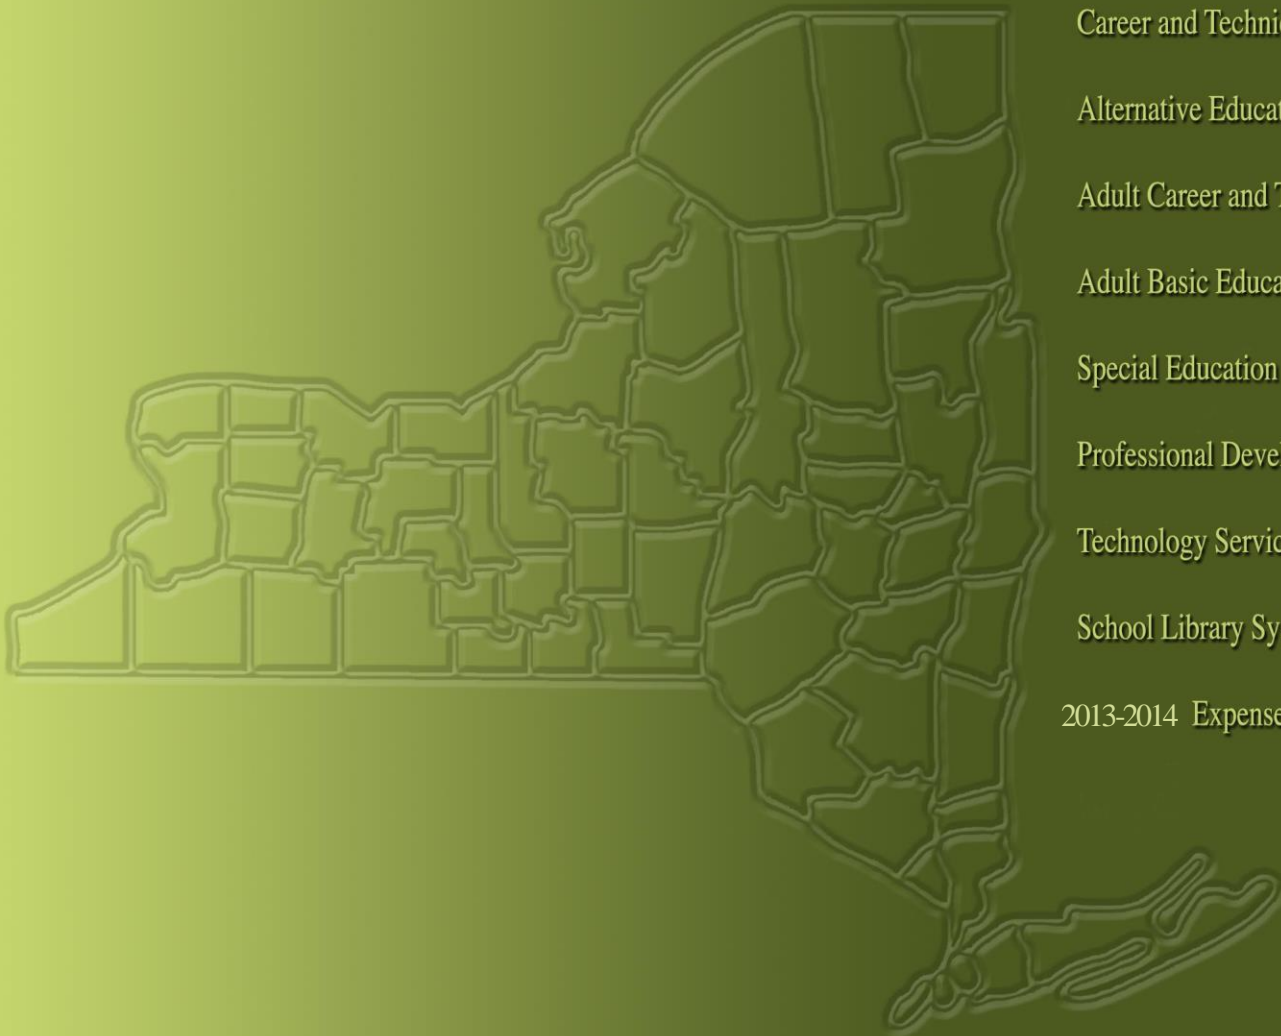 Career and Techni
Alternative Educat
Adult Career and T
Adult Basic Educa
Special Education
Professional Deve
Technology Servic
School Library Sy
2013-2014 Expense